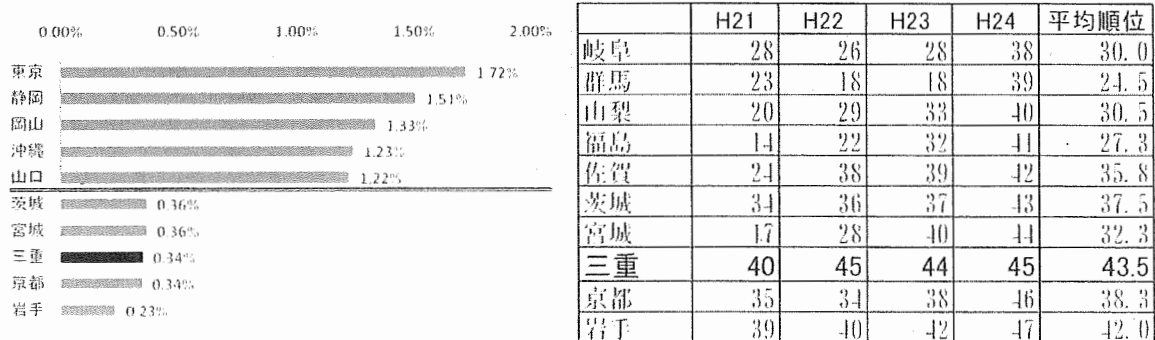 0.00% 0.50% 1.00% 1.50% 2.00%
東京 1.72%
静岡 1.51%
岡山 1.33%
沖縄 1.23%
山口 1.22%
茨城 0.36%
宮城 0.36%
三重 0.34%
京都 0.34%
岩手 0.23%
H21 H22 H23 H24 平均順位
岐阜 28 26 28 38 30.0
群馬 23 18 18 39 24.5
山梨 20 29 33 40 30.5
福島 14 22 32 41 27.3
佐賀 24 38 39 42 35.8
茨城 34 36 37 43 37.5
宮城 17 28 40 44 32.3
三重 40 45 44 45 43.5
京都 35 34 38 46 38.3
岩手 39 40 42 47 42.0